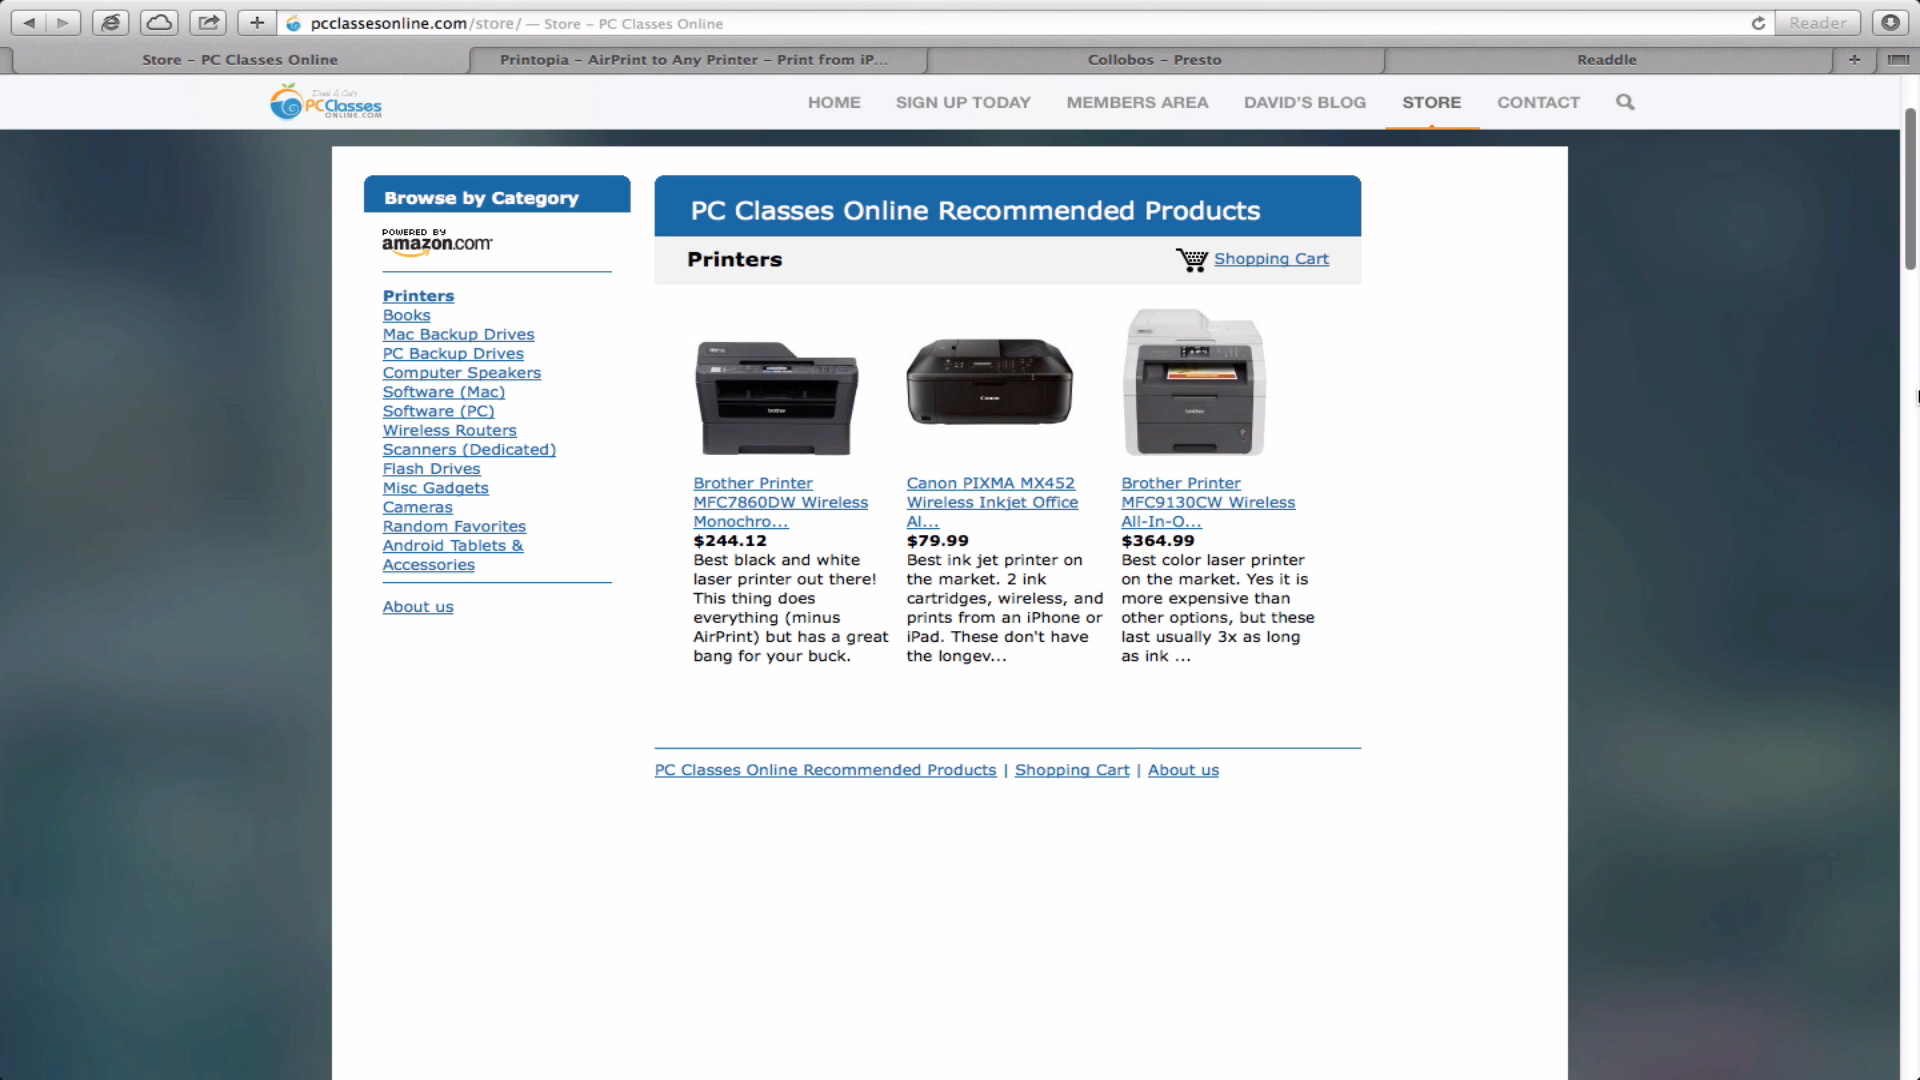 pcclassesonline.com/store/ — Store – PC Classes Online
Reader
Store – PC Classes Online
Printopia – AirPrint to Any Printer – Print from iP...
Collobos – Presto
Readdle
PCClasses
ONLINE.COM
HOME
SIGN UP TODAY
MEMBERS AREA
DAVID'S BLOG
STORE
CONTACT
Browse by Category
POWERED BY
amazon.com
Printers
Books
Mac Backup Drives
PC Backup Drives
Computer Speakers
Software (Mac)
Software (PC)
Wireless Routers
Scanners (Dedicated)
Flash Drives
Misc Gadgets
Cameras
Random Favorites
Android Tablets &
Accessories
About us
PC Classes Online Recommended Products
Printers
Shopping Cart
brother
Canon
brother
Brother Printer
MFC7860DW Wireless
Monochro...
$244.12
Best black and white
laser printer out there!
This thing does
everything (minus
AirPrint) but has a great
bang for your buck.
Canon PIXMA MX452
Wireless Inkjet Office
Al...
$79.99
Best ink jet printer on
the market. 2 ink
cartridges, wireless, and
prints from an iPhone or
iPad. These don't have
the longev...
Brother Printer
MFC9130CW Wireless
All-In-O...
$364.99
Best color laser printer
on the market. Yes it is
more expensive than
other options, but these
last usually 3x as long
as ink ...
PC Classes Online Recommended Products | Shopping Cart | About us